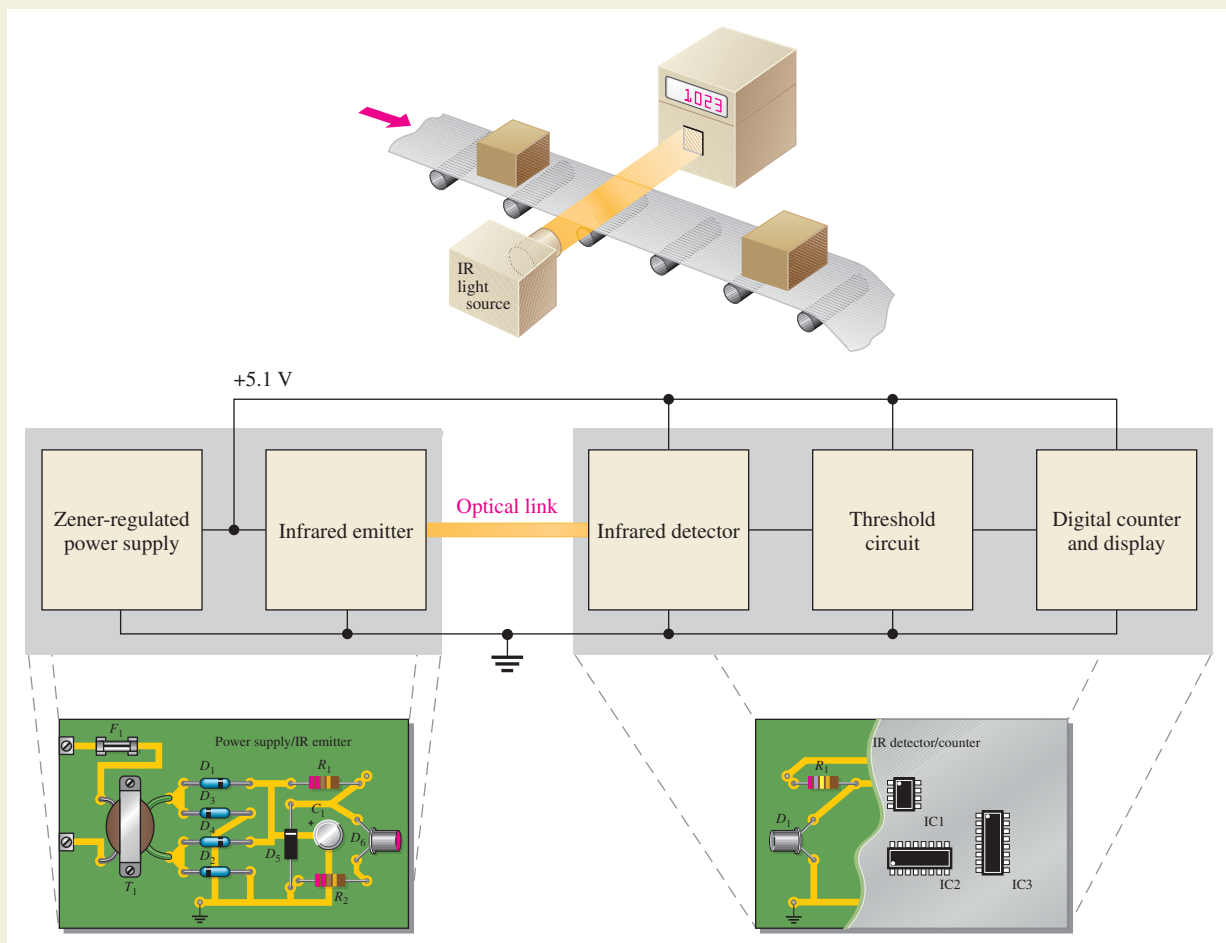 1023
IR
light
source
+5.1 V
Zener-regulated
power supply
Infrared emitter
Optical link
Infrared detector
Threshold
circuit
Digital counter
and display
F1
Power supply/IR emitter
D1
R1
D3
C1
D4
D6
D5
D2
T1
R2
+
IR detector/counter
R1
D1
IC1
IC2
IC3